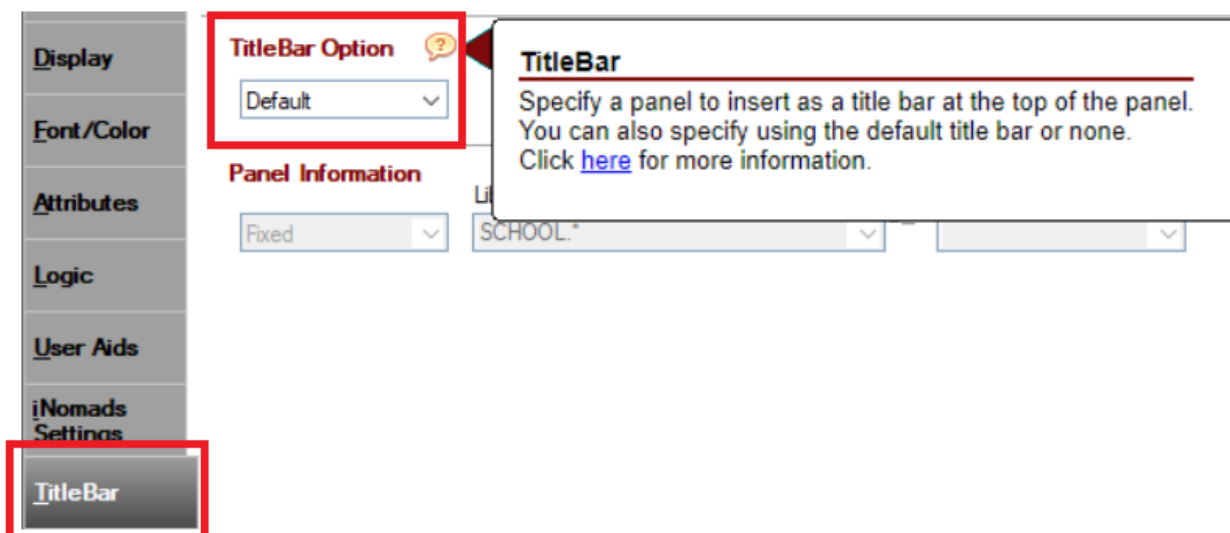 Display
Font/Color
Attributes
Logic
User Aids
iNomads
Settings
TitleBar
TitleBar Option ?
Default
Panel Information
Fixed
SCHOOL.*
TitleBar
Specify a panel to insert as a title bar at the top of the panel.
You can also specify using the default title bar or none.
Click here for more information.